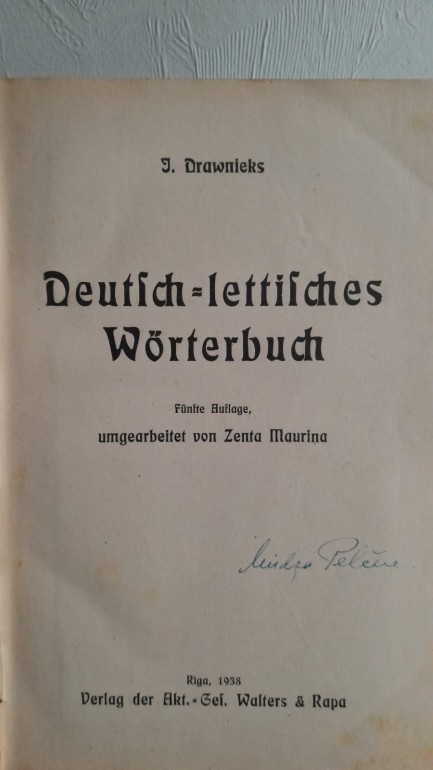 J. Drawnieks
Deutſch-lettiſches
Wörterbuch
Fünfte Auflage,
umgearbeitet von Zenta Mauriņa
Riga, 1938
Verlag der Akt.-Geſ. Walters & Rapa